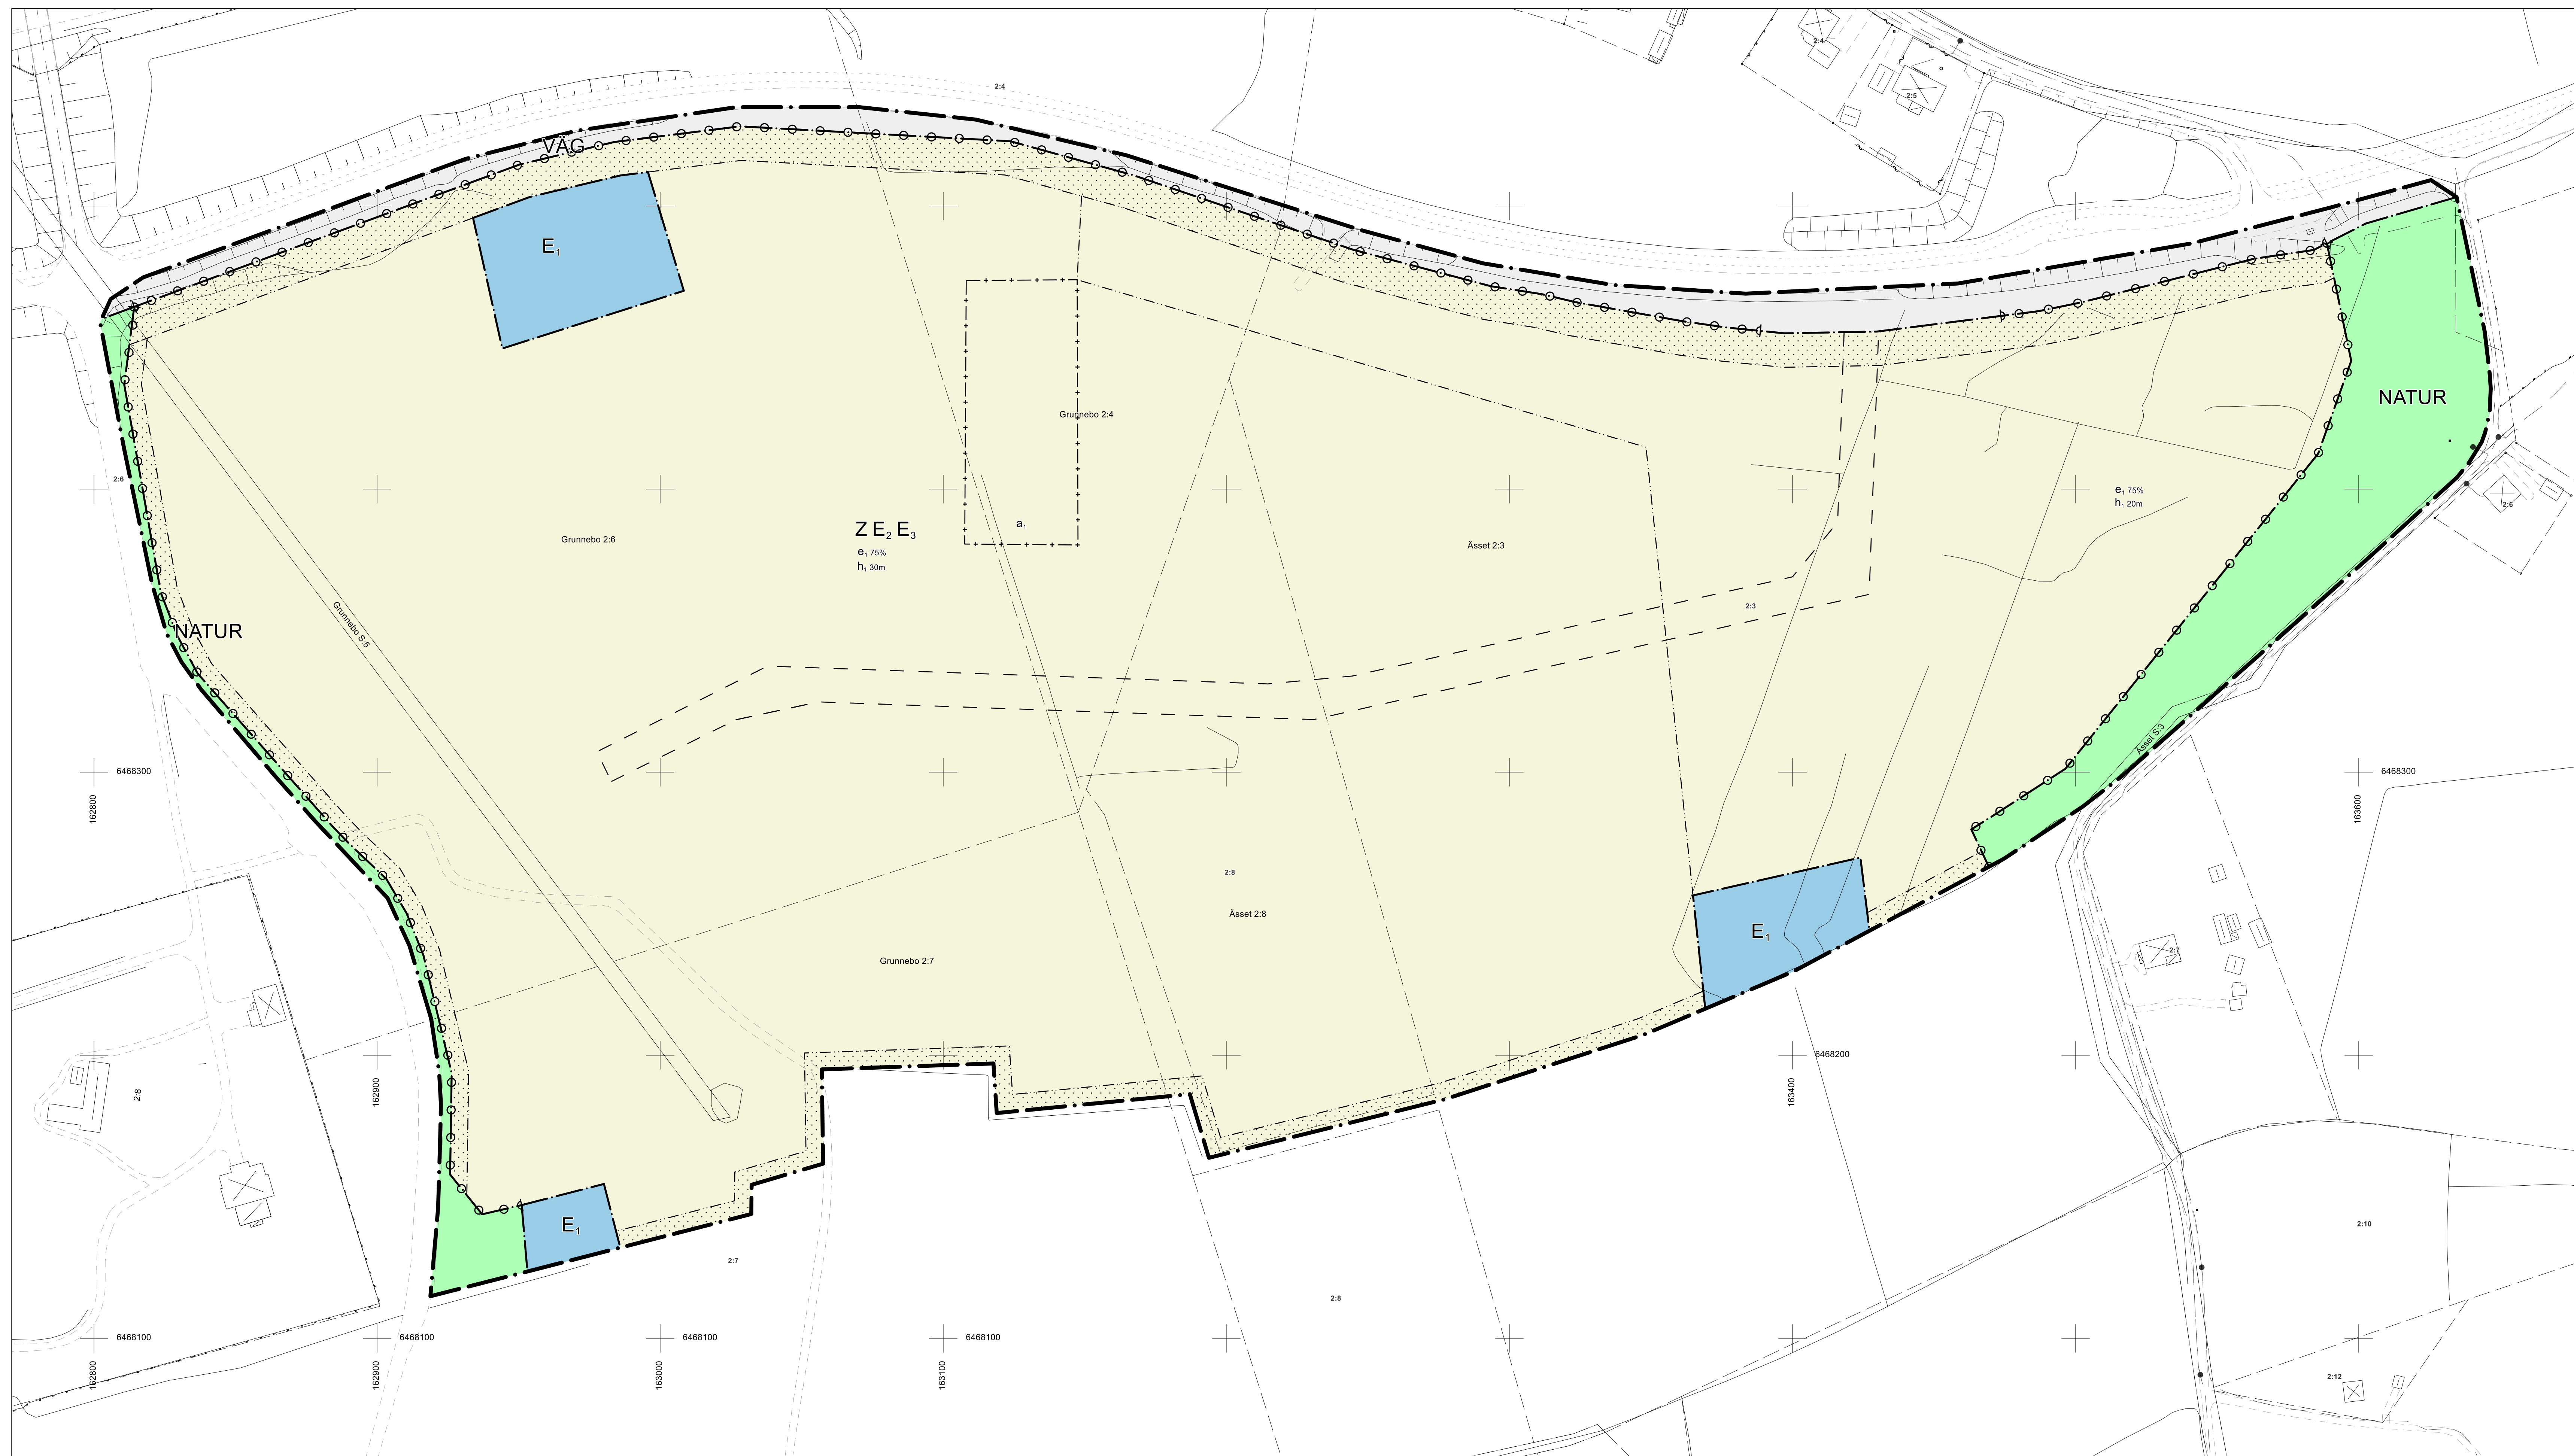 2:4
2:4
2:5
VÄG
E₁
NATUR
Grunnebo 2:4
2:6
e₁ 75%
h₁ 20m
2:6
a₁
Z E₂ E₃
e₁ 75%
h₁ 30m
Grunnebo 2:6
Åsset 2:3
2:3
Grunnebo S:5
NATUR
Åsset S:3
6468300
6468300
162800
163600
2:8
Åsset 2:8
E₁
2:7
Grunnebo 2:7
6468200
162900
163400
2:8
E₁
2:10
2:7
2:8
6468100
6468100
6468100
6468100
162800
162900
163000
163100
2:12